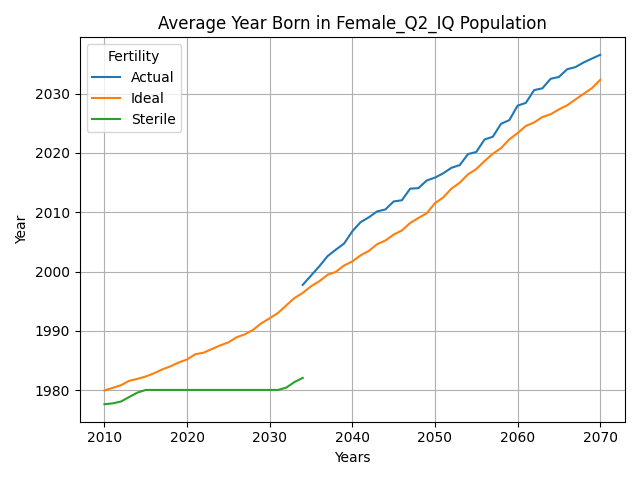 Average Year Born in Female_Q2_IQ Population
Fertility
Actual
Ideal
Sterile
Year
2030
2020
2010
2000
1990
1980
2010 2020 2030 2040 2050 2060 2070
Years